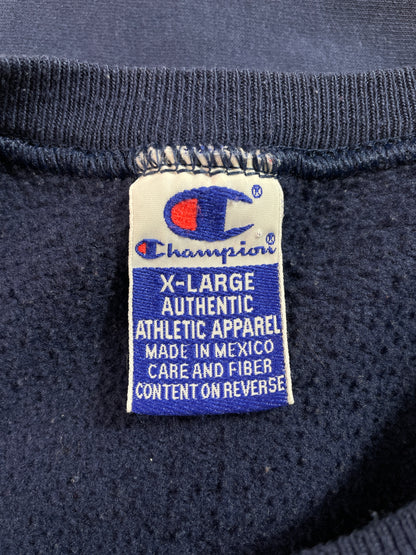 C®
Champion®
X-LARGE
AUTHENTIC
ATHLETIC APPAREL
MADE IN MEXICO
CARE AND FIBER
CONTENT ON REVERSE